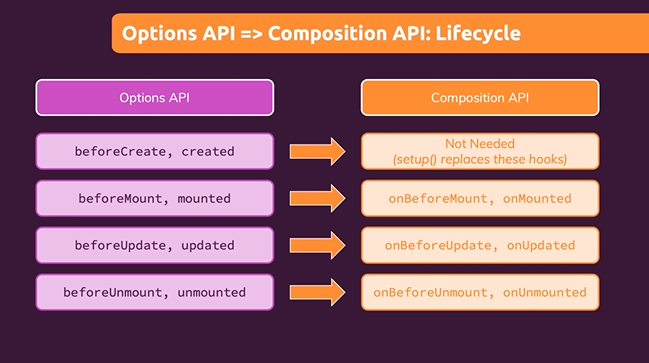 Options API => Composition API: Lifecycle
Options API
Composition API
beforeCreate, created
Not Needed
(setup() replaces these hooks)
beforeMount, mounted
onBeforeMount, onMounted
beforeUpdate, updated
onBeforeUpdate, onUpdated
beforeUnmount, unmounted
onBeforeUnmount, onUnmounted